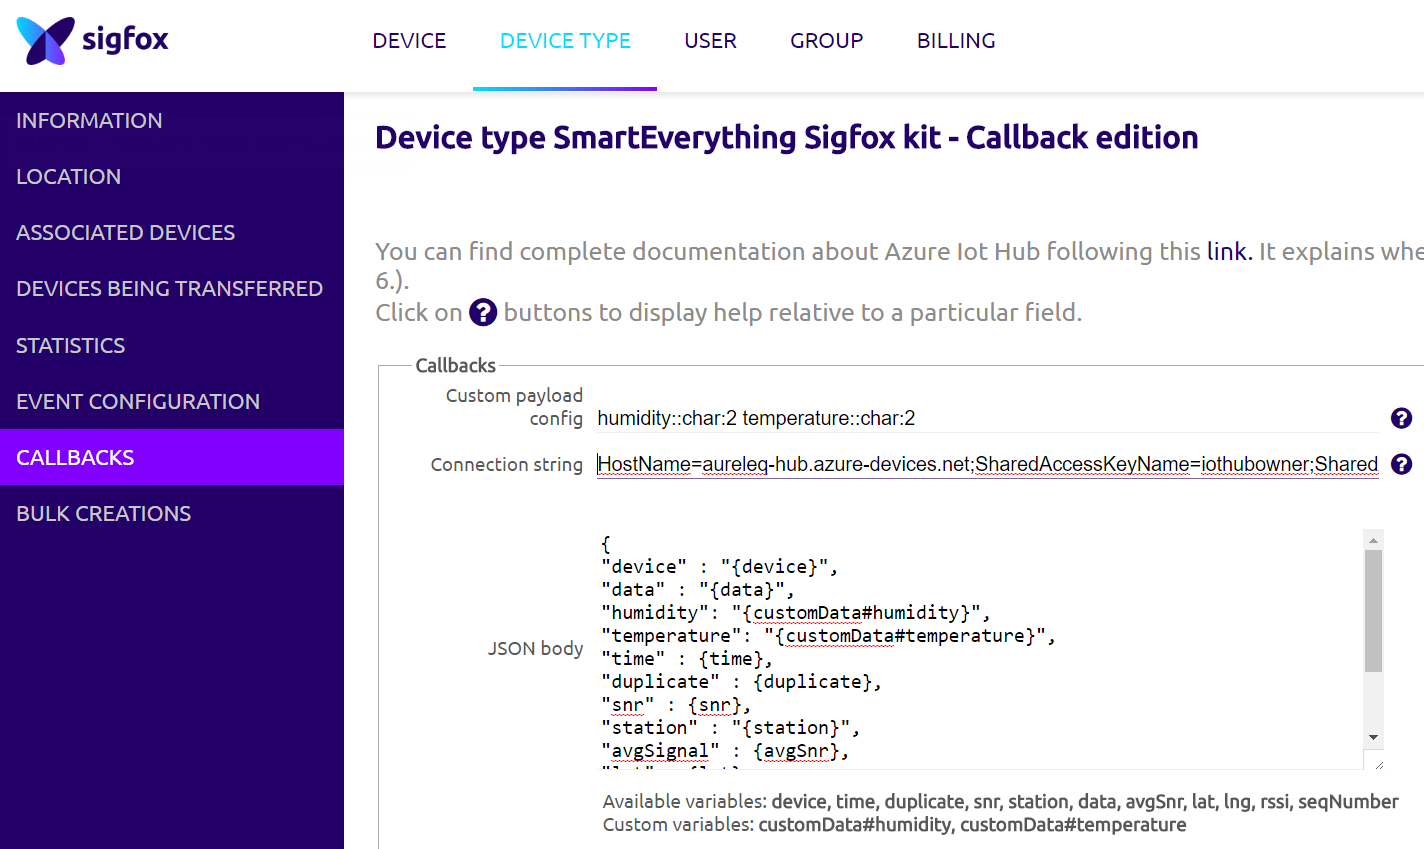 sigfox
DEVICE DEVICE TYPE USER GROUP BILLING
INFORMATION
LOCATION
ASSOCIATED DEVICES
DEVICES BEING TRANSFERRED
STATISTICS
EVENT CONFIGURATION
CALLBACKS
BULK CREATIONS
Device type SmartEverything Sigfox kit - Callback edition
You can find complete documentation about Azure Iot Hub following this link. It explains whe
6.).
Click on ? buttons to display help relative to a particular field.
Callbacks
Custom payload
config humidity::char:2 temperature::char:2 ?
Connection string HostName=aureleq-hub.azure-devices.net;SharedAccessKeyName=iothubowner;Shared ?
JSON body
{
"device" : "{device}",
"data" : "{data}",
"humidity": "{customData#humidity}",
"temperature": "{customData#temperature}",
"time" : {time},
"duplicate" : {duplicate},
"snr" : {snr},
"station" : "{station}",
"avgSignal" : {avgSnr},
Available variables: device, time, duplicate, snr, station, data, avgSnr, lat, lng, rssi, seqNumber
Custom variables: customData#humidity, customData#temperature